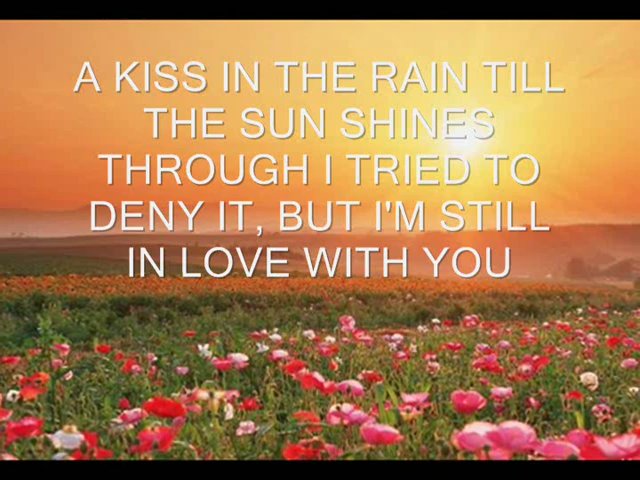 A KISS IN THE RAIN TILL
THE SUN SHINES
THROUGH I TRIED TO
DENY IT, BUT I'M STILL
IN LOVE WITH YOU